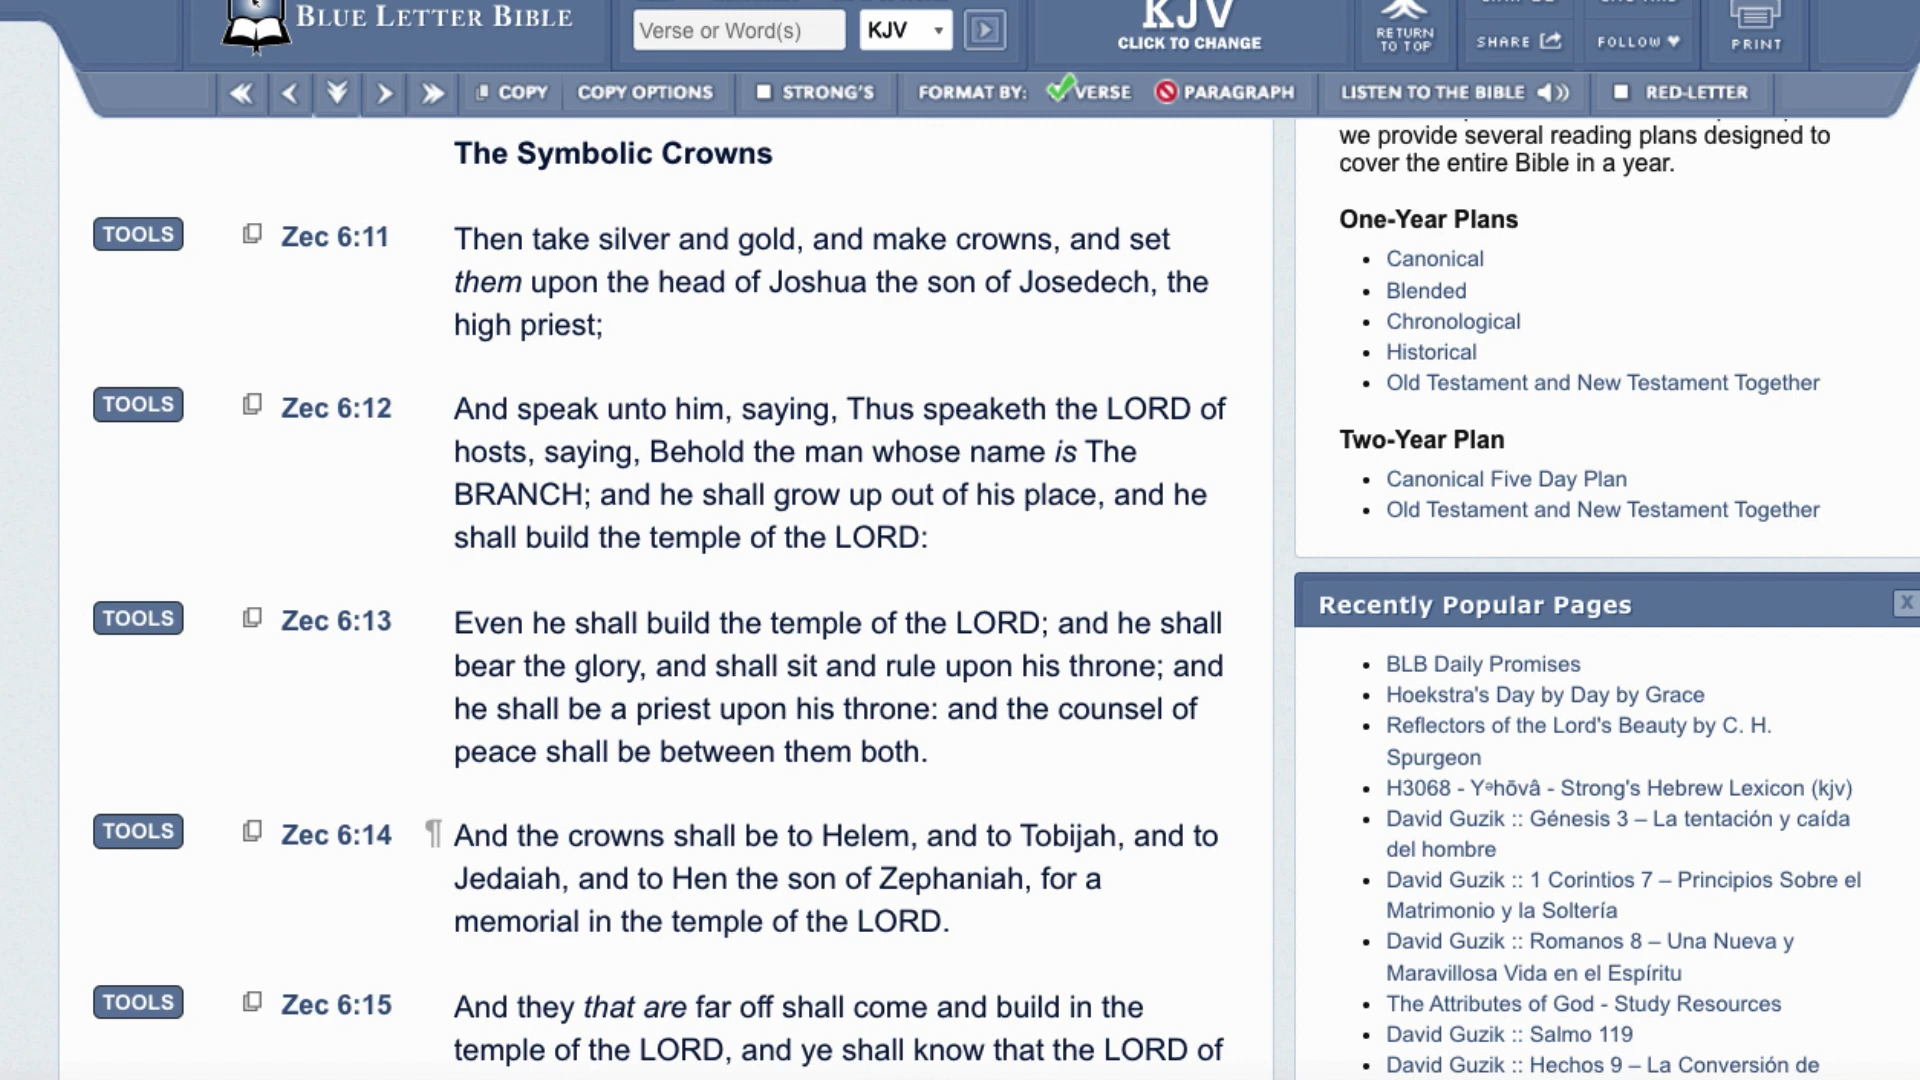 BLUE LETTER BIBLE
Verse or Word(s)
KJV
KJV
CLICK TO CHANGE
RETURN
TO TOP
SHARE
FOLLOW
PRINT
COPY
COPY OPTIONS
STRONG'S
FORMAT BY:
VERSE
PARAGRAPH
LISTEN TO THE BIBLE
RED-LETTER
The Symbolic Crowns
TOOLS
Zec 6:11
Then take silver and gold, and make crowns, and set
them upon the head of Joshua the son of Josedech, the
high priest;
TOOLS
Zec 6:12
And speak unto him, saying, Thus speaketh the LORD of
hosts, saying, Behold the man whose name is The
BRANCH; and he shall grow up out of his place, and he
shall build the temple of the LORD:
TOOLS
Zec 6:13
Even he shall build the temple of the LORD; and he shall
bear the glory, and shall sit and rule upon his throne; and
he shall be a priest upon his throne: and the counsel of
peace shall be between them both.
TOOLS
Zec 6:14
¶ And the crowns shall be to Helem, and to Tobijah, and to
Jedaiah, and to Hen the son of Zephaniah, for a
memorial in the temple of the LORD.
TOOLS
Zec 6:15
And they that are far off shall come and build in the
temple of the LORD, and ye shall know that the LORD of
we provide several reading plans designed to
cover the entire Bible in a year.
One-Year Plans
• Canonical
• Blended
• Chronological
• Historical
• Old Testament and New Testament Together
Two-Year Plan
• Canonical Five Day Plan
• Old Testament and New Testament Together
Recently Popular Pages
X
• BLB Daily Promises
• Hoekstra's Day by Day by Grace
• Reflectors of the Lord's Beauty by C. H.
Spurgeon
• H3068 - Yᵊhōvâ - Strong's Hebrew Lexicon (kjv)
• David Guzik :: Génesis 3 – La tentación y caída
del hombre
• David Guzik :: 1 Corintios 7 – Principios Sobre el
Matrimonio y la Soltería
• David Guzik :: Romanos 8 – Una Nueva y
Maravillosa Vida en el Espíritu
• The Attributes of God - Study Resources
• David Guzik :: Salmo 119
• David Guzik :: Hechos 9 – La Conversión de